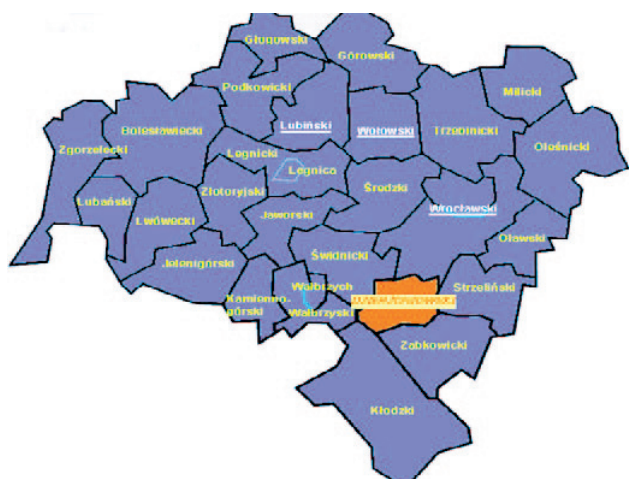 Głogowski
Górowski
Podkowicki
Milicki
Lubiński
Wołowski
Trzebnicki
Bolesławiecki
Oleśnicki
Zgorzelecki
Legnicki
Legnica
Złotoryjski
Średzki
Lubański
Lwówecki
Jaworski
Wrocławski
Oławski
Świdnicki
Jelenigórski
Wałbrzych
Strzeliński
Kamienno-
górski
Wałbrzyski
Ząbkowicki
Kłodzki